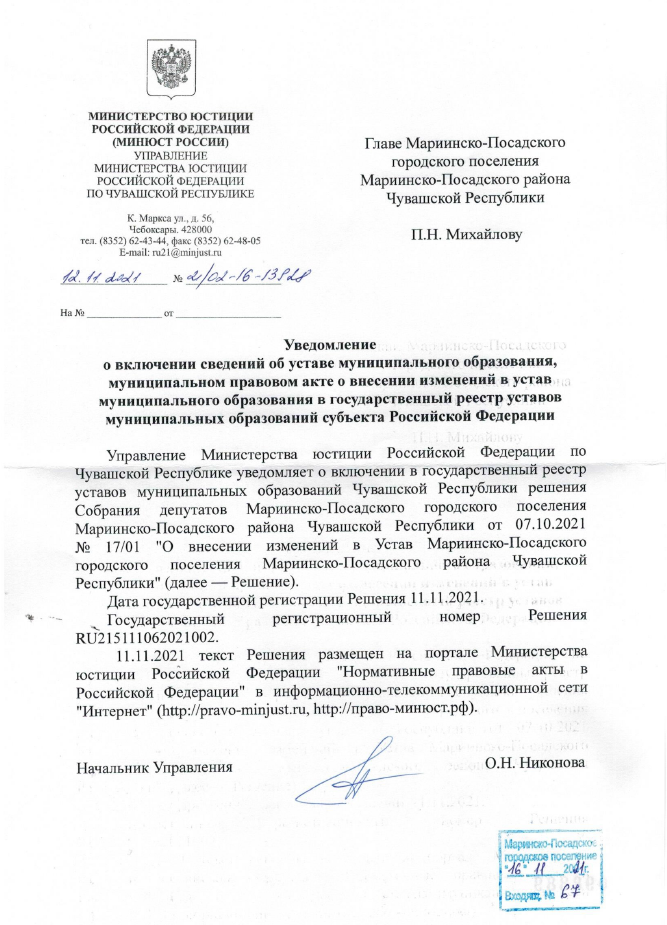 МИНИСТЕРСТВО ЮСТИЦИИ
РОССИЙСКОЙ ФЕДЕРАЦИИ
(МИНЮСТ РОССИИ)
УПРАВЛЕНИЕ
МИНИСТЕРСТВА ЮСТИЦИИ
РОССИЙСКОЙ ФЕДЕРАЦИИ
ПО ЧУВАШСКОЙ РЕСПУБЛИКЕ
К. Маркса ул., д. 56,
Чебоксары, 428000
тел. (8352) 62-43-44, факс (8352) 62-48-05
E-mail: ru21@minjust.ru
12.11.2021 № 21/02-16-13928
На № от
Главе Мариинско-Посадского
городского поселения
Мариинско-Посадского района
Чувашской Республики
П.Н. Михайлову
Уведомление
о включении сведений об уставе муниципального образования,
муниципальном правовом акте о внесении изменений в устав
муниципального образования в государственный реестр уставов
муниципальных образований субъекта Российской Федерации
Управление Министерства юстиции Российской Федерации по
Чувашской Республике уведомляет о включении в государственный реестр
уставов муниципальных образований Чувашской Республики решения
Собрания депутатов Мариинско-Посадского городского поселения
Мариинско-Посадского района Чувашской Республики от 07.10.2021
№ 17/01 "О внесении изменений в Устав Мариинско-Посадского
городского поселения Мариинско-Посадского района Чувашской
Республики" (далее — Решение).
Дата государственной регистрации Решения 11.11.2021.
Государственный регистрационный номер Решения
RU215111062021002.
11.11.2021 текст Решения размещен на портале Министерства
юстиции Российской Федерации "Нормативные правовые акты в
Российской Федерации" в информационно-телекоммуникационной сети
"Интернет" (http://pravo-minjust.ru, http://право-минюст.рф).
Начальник Управления
О.Н. Никонова
Мариинско-Посадское
городское поселение
"16" 11 2021г.
Входящ. № 67